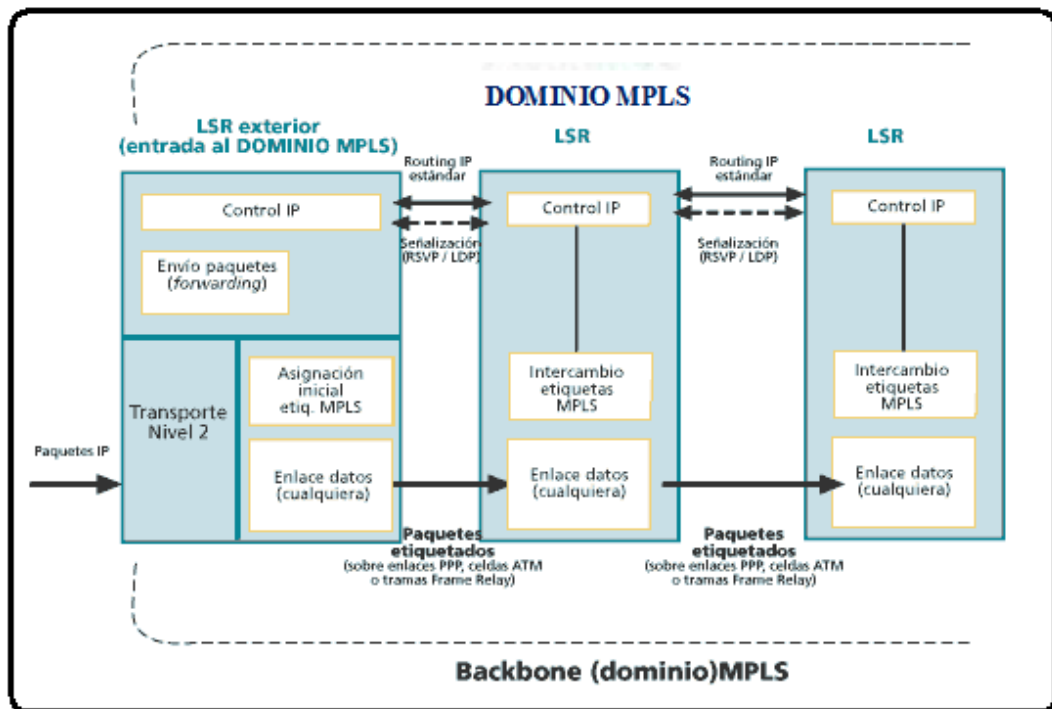 DOMINIO MPLS
LSR exterior
(entrada al DOMINIO MPLS)
LSR
LSR
Routing IP
estándar
Routing IP
estándar
Control IP
Control IP
Control IP
Señalización
(RSVP / LDP)
Señalización
(RSVP / LDP)
Envío paquetes
(forwarding)
Asignación
inicial
etiq. MPLS
Intercambio
etiquetas
MPLS
Intercambio
etiquetas
MPLS
Transporte
Nivel 2
Paquetes IP
Enlace datos
(cualquiera)
Enlace datos
(cualquiera)
Enlace datos
(cualquiera)
Paquetes
etiquetados
(sobre enlaces PPP, celdas ATM
o tramas Frame Relay)
Paquetes
etiquetados
(sobre enlaces PPP, celdas ATM
o tramas Frame Relay)
Backbone (dominio)MPLS